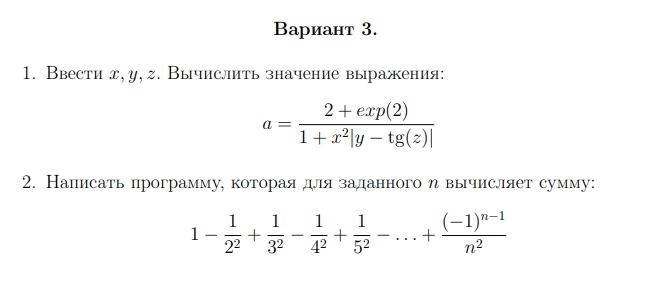 Вариант 3.
1. Ввести x, y, z. Вычислить значение выражения:
a = \frac{2 + exp(2)}{1 + x^2|y − tg(z)|}
2. Написать программу, которая для заданного n вычисляет сумму:
1 − \frac{1}{2^2} + \frac{1}{3^2} − \frac{1}{4^2} + \frac{1}{5^2} − . . . + \frac{(−1)^{n−1}}{n^2}